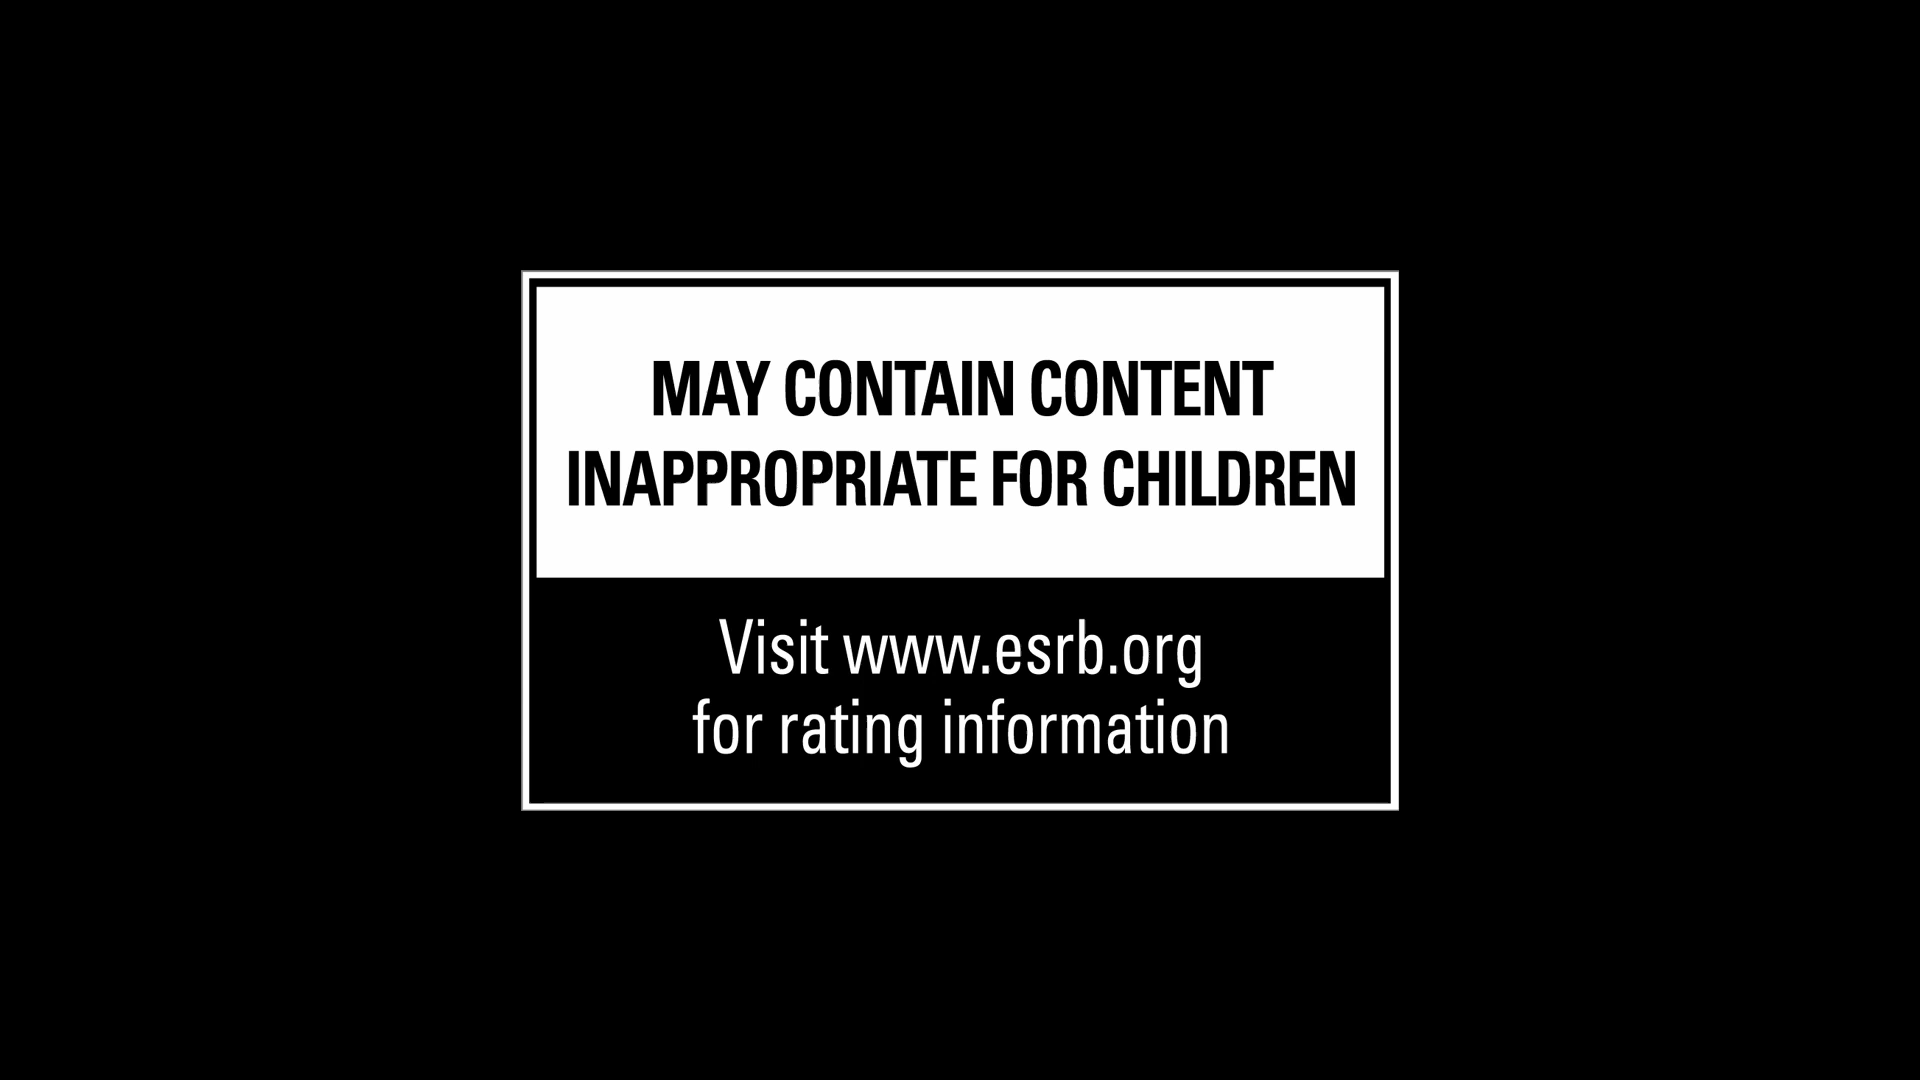 MAY CONTAIN CONTENT
INAPPROPRIATE FOR CHILDREN
Visit www.esrb.org
for rating information